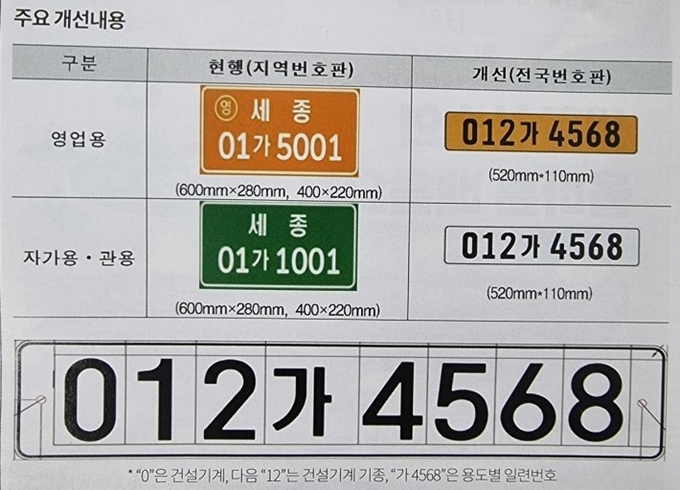 주요 개선내용
구분 현행(지역번호판) 개선(전국번호판)
영업용
영 세 종
01가 5001
(600mm×280mm, 400×220mm)
012가 4568
(520mm*110mm)
자가용·관용
세 종
01가 1001
(600mm×280mm, 400×220mm)
012가 4568
(520mm*110mm)
012가 4568
* “0”은 건설기계, 다음 “12”는 건설기계 기종, “가 4568”은 용도별 일련번호